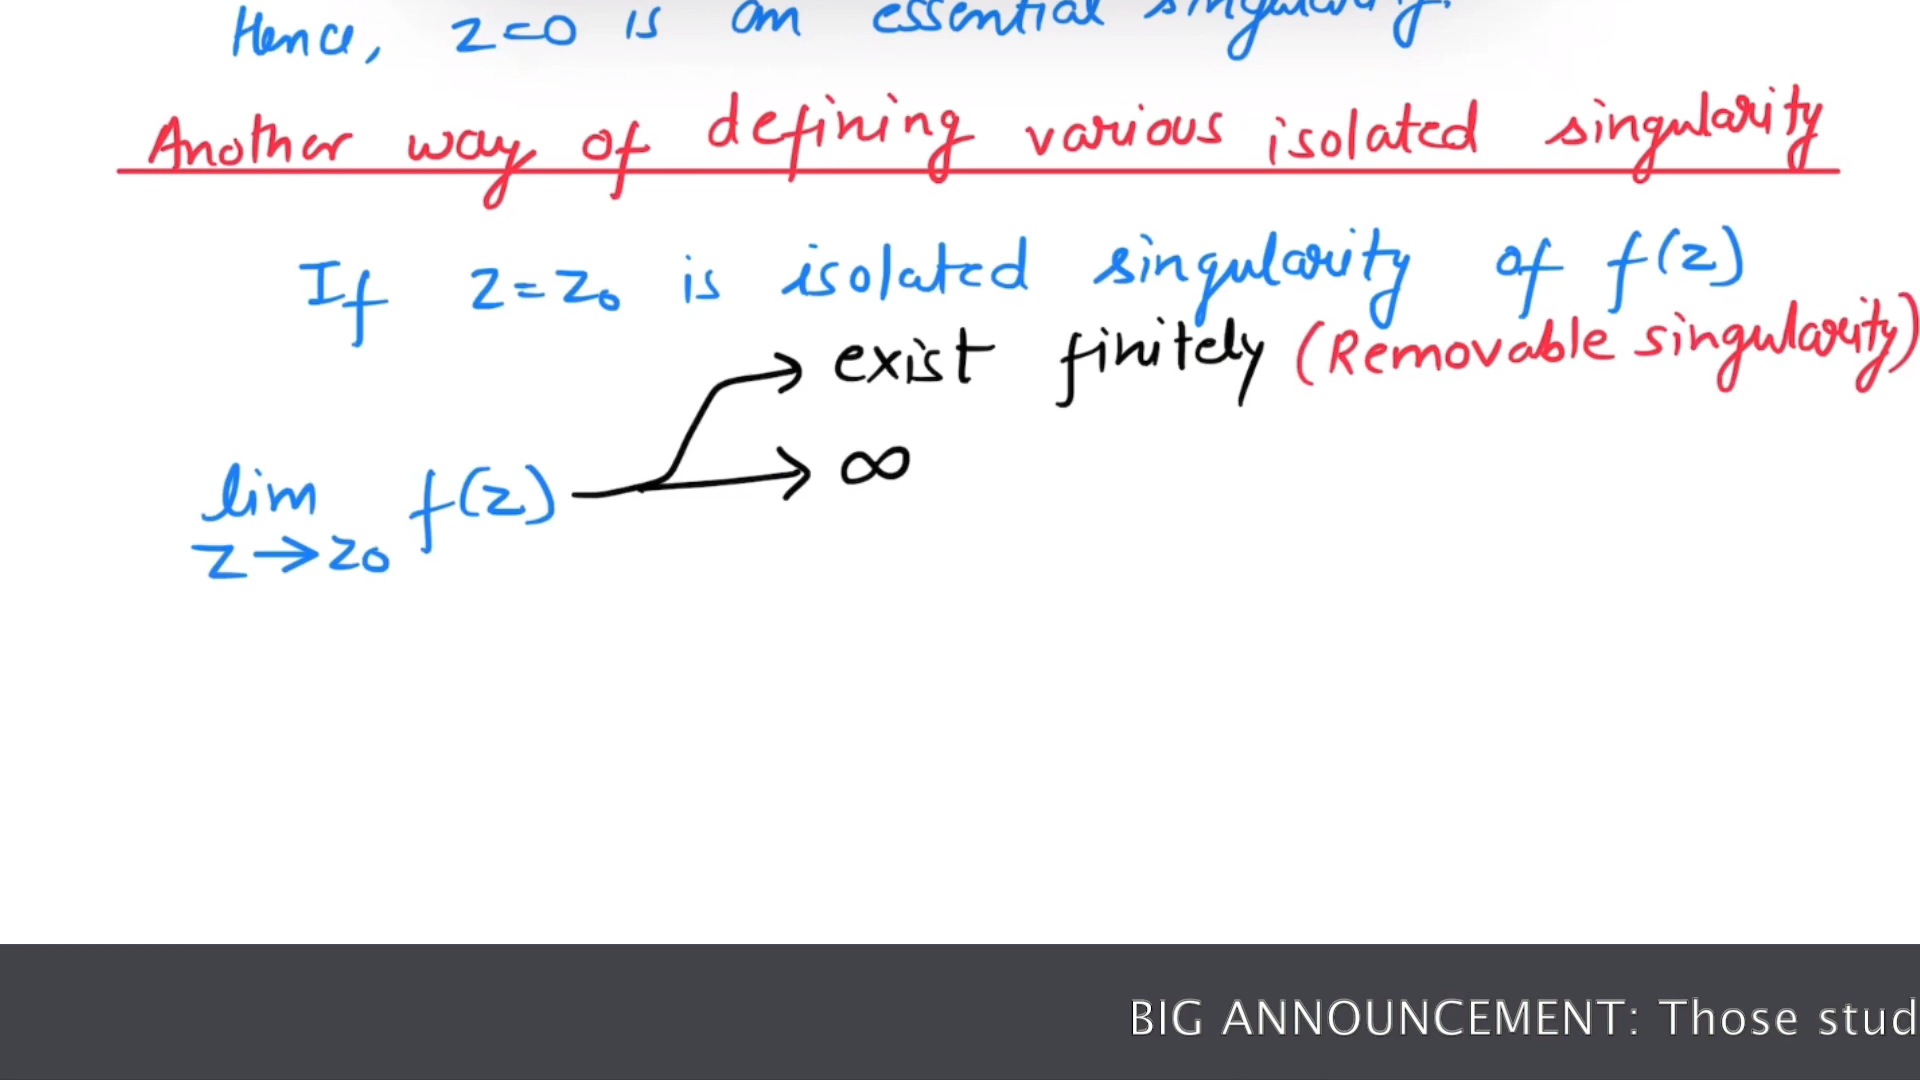 Hence, z=0 is an essential singularity.
Another way of defining various isolated singularity
If z=z₀ is isolated singularity of f(z)
exist finitely (Removable singularity)
lim f(z) → ∞
z→z₀
BIG ANNOUNCEMENT: Those stud